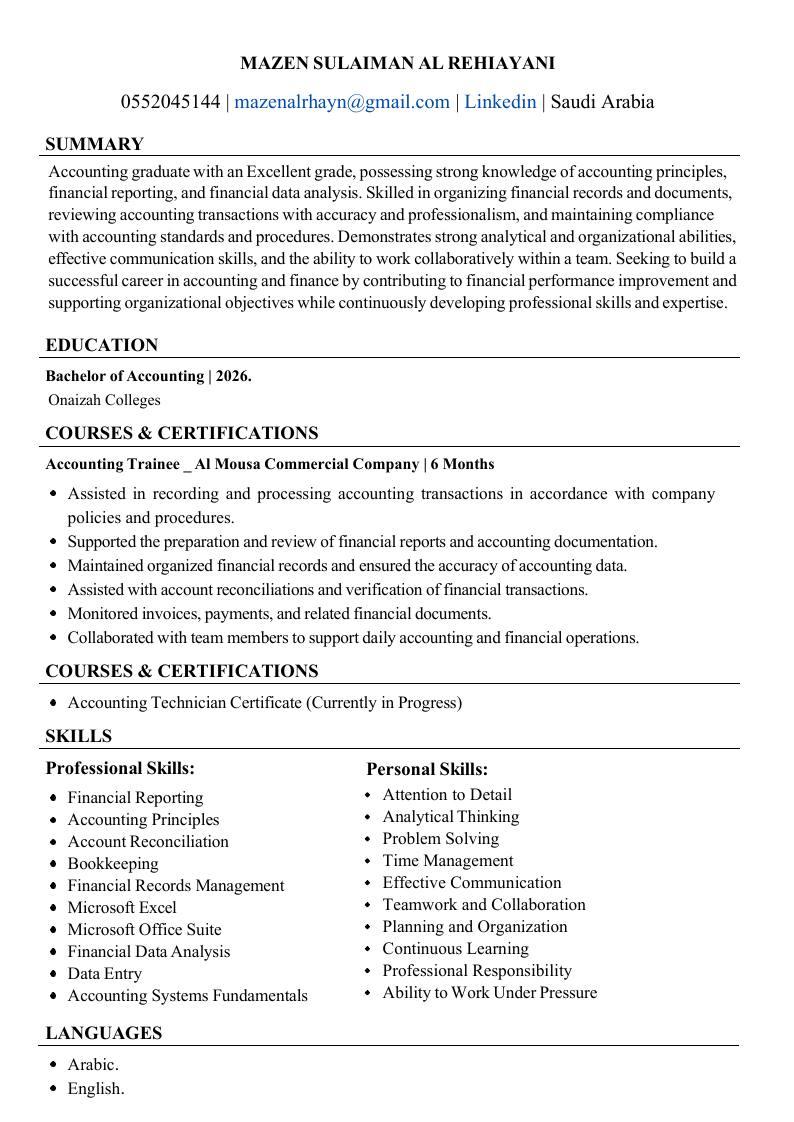 MAZEN SULAIMAN AL REHIAYANI
0552045144 | mazenalrhayn@gmail.com | Linkedin | Saudi Arabia
SUMMARY
Accounting graduate with an Excellent grade, possessing strong knowledge of accounting principles,
financial reporting, and financial data analysis. Skilled in organizing financial records and documents,
reviewing accounting transactions with accuracy and professionalism, and maintaining compliance
with accounting standards and procedures. Demonstrates strong analytical and organizational abilities,
effective communication skills, and the ability to work collaboratively within a team. Seeking to build a
successful career in accounting and finance by contributing to financial performance improvement and
supporting organizational objectives while continuously developing professional skills and expertise.
EDUCATION
Bachelor of Accounting | 2026.
Onaizah Colleges
COURSES & CERTIFICATIONS
Accounting Trainee _ Al Mousa Commercial Company | 6 Months
• Assisted in recording and processing accounting transactions in accordance with company
policies and procedures.
• Supported the preparation and review of financial reports and accounting documentation.
• Maintained organized financial records and ensured the accuracy of accounting data.
• Assisted with account reconciliations and verification of financial transactions.
• Monitored invoices, payments, and related financial documents.
• Collaborated with team members to support daily accounting and financial operations.
COURSES & CERTIFICATIONS
• Accounting Technician Certificate (Currently in Progress)
SKILLS
Professional Skills:
• Financial Reporting
• Accounting Principles
• Account Reconciliation
• Bookkeeping
• Financial Records Management
• Microsoft Excel
• Microsoft Office Suite
• Financial Data Analysis
• Data Entry
• Accounting Systems Fundamentals
Personal Skills:
• Attention to Detail
• Analytical Thinking
• Problem Solving
• Time Management
• Effective Communication
• Teamwork and Collaboration
• Planning and Organization
• Continuous Learning
• Professional Responsibility
• Ability to Work Under Pressure
LANGUAGES
• Arabic.
• English.